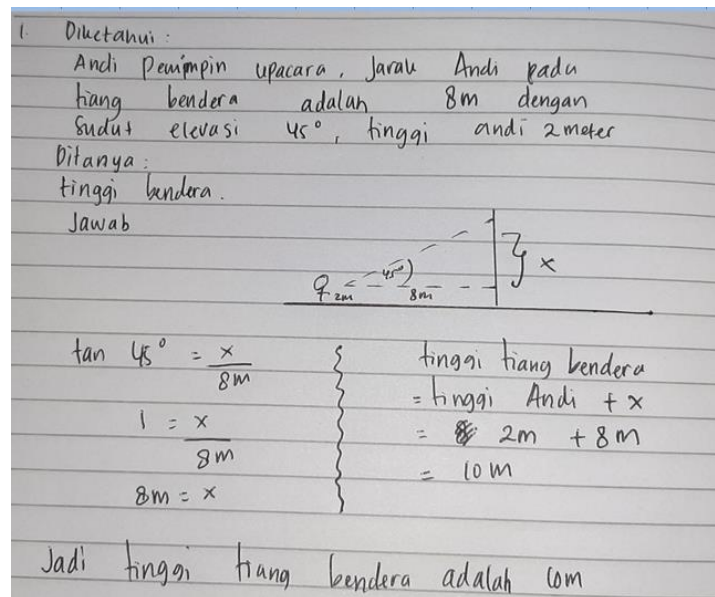 1. Diketahui :
Andi Pemimpin upacara, Jarak Andi pada
tiang bendera adalah 8m dengan
Sudut elevasi 45°, tinggi andi 2 meter
Ditanya :
tinggi bendera.
Jawab
45°
x
2m
8m
tan 45° = x / 8m
1 = x / 8m
8m = x
tinggi tiang bendera
= tinggi Andi + x
= 2m + 8m
= 10m
Jadi tinggi tiang bendera adalah 10m